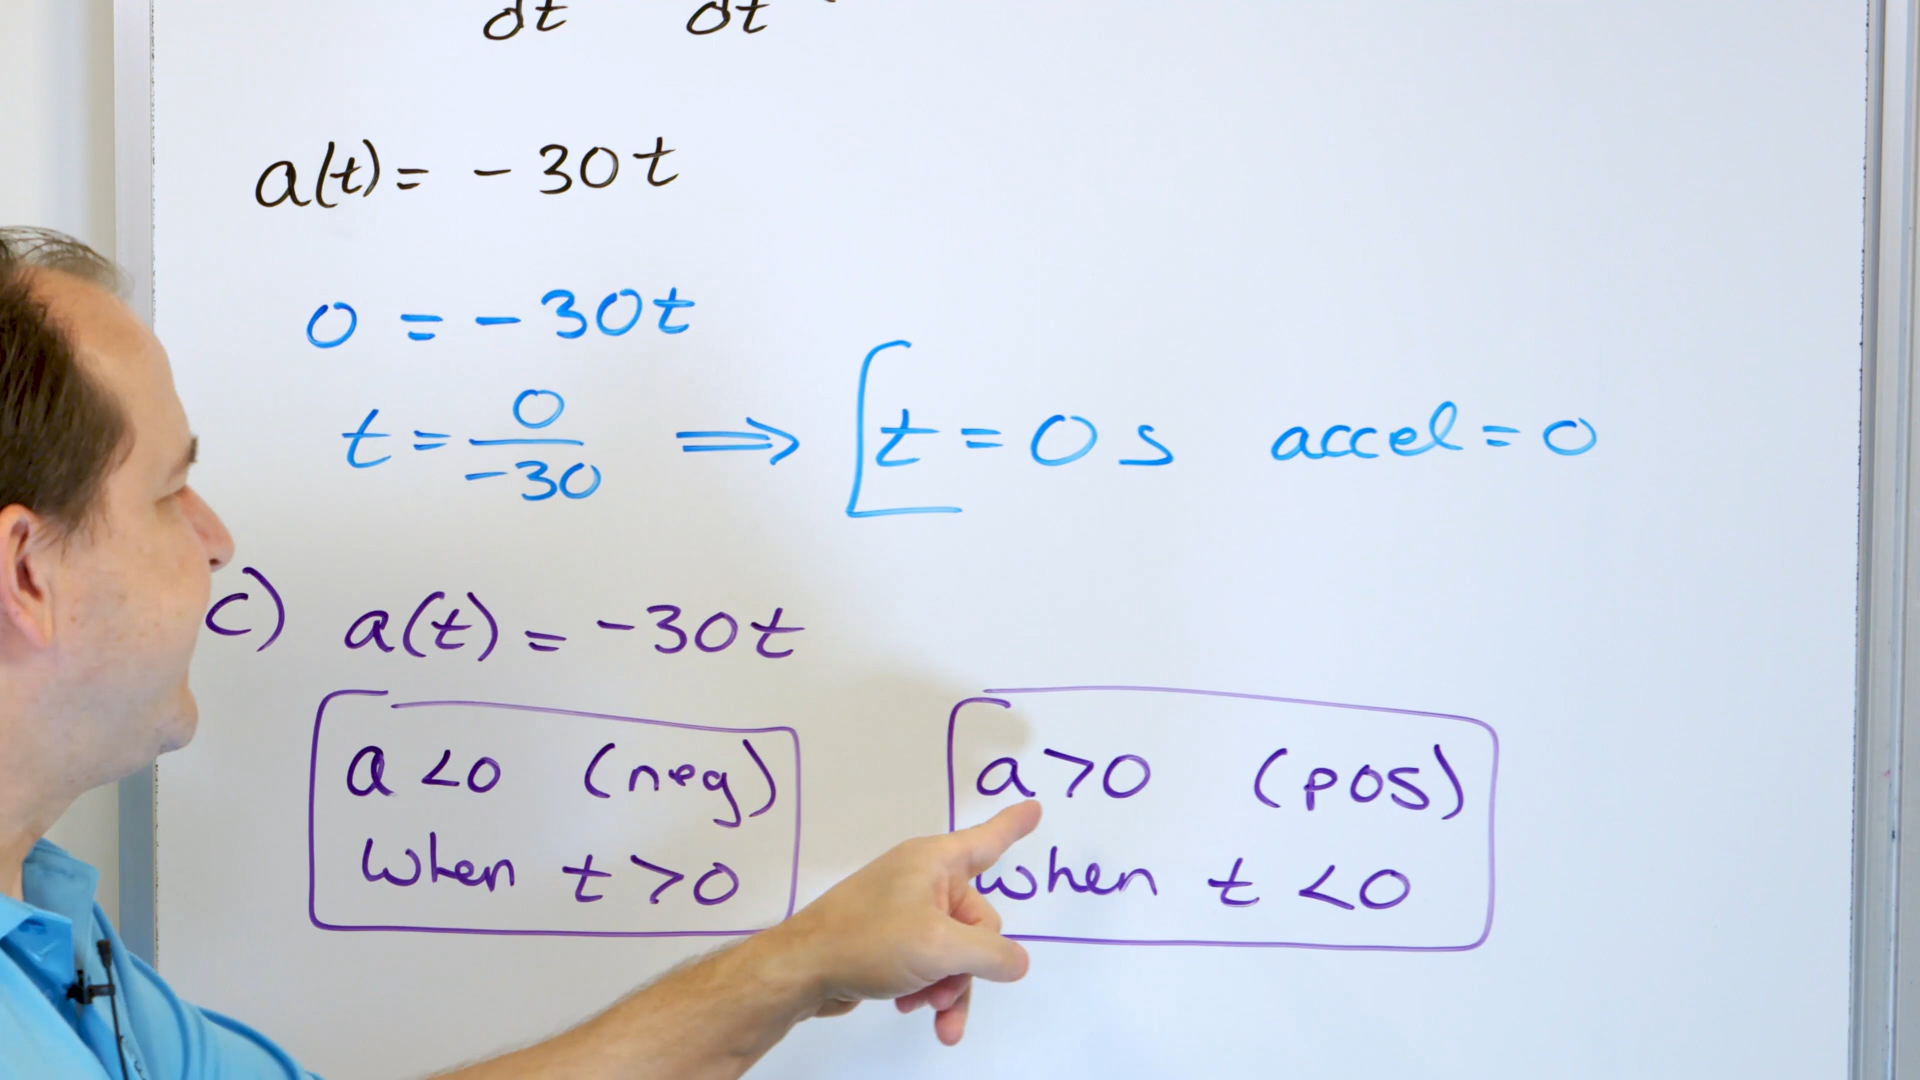 dt dt
a(t) = -30t
0 = -30t
t = 0/-30 ⟹ [t = 0 s accel = 0
c) a(t) = -30t
a<0 (neg) a>0 (pos)
when t>0 when t<0